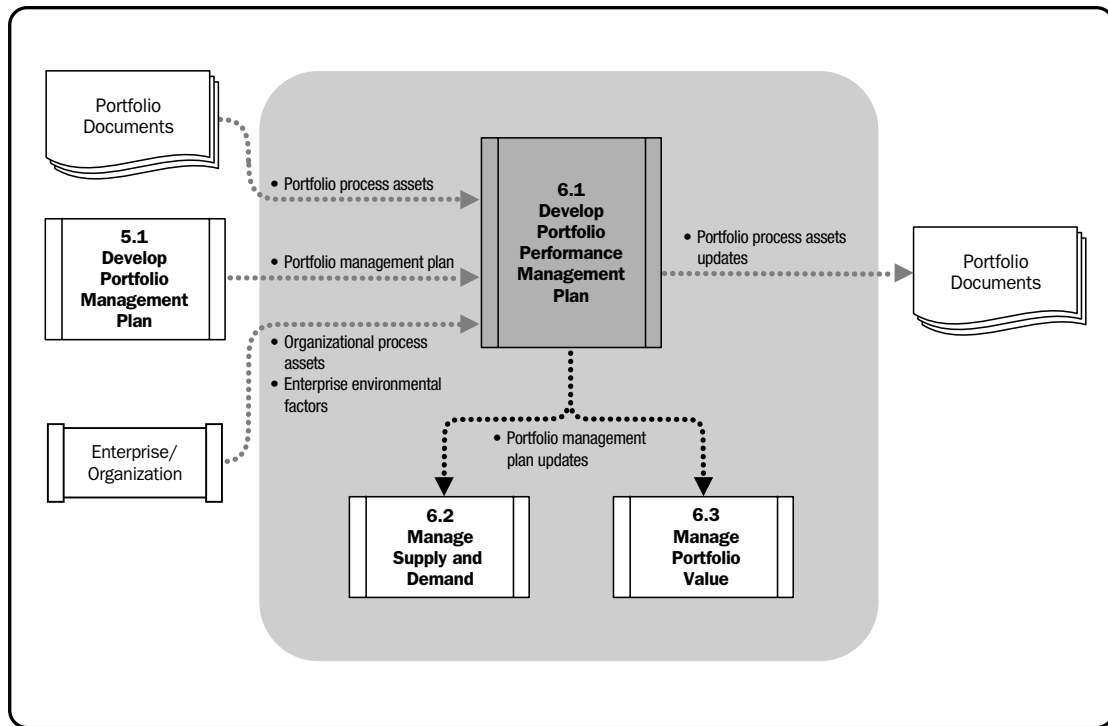 Portfolio
Documents
• Portfolio process assets
5.1
Develop
Portfolio
Management
Plan
• Portfolio management plan
Enterprise/
Organization
• Organizational process
assets
• Enterprise environmental
factors
6.1
Develop
Portfolio
Performance
Management
Plan
• Portfolio process assets
updates
Portfolio
Documents
• Portfolio management
plan updates
6.2
Manage
Supply and
Demand
6.3
Manage
Portfolio
Value